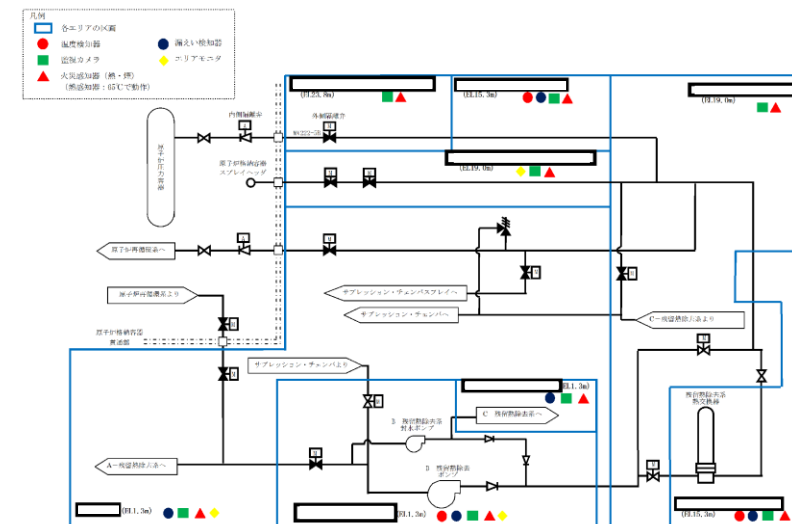 凡例
各エリアの区画
温度検知器
漏えい検知器
監視カメラ
エリアモニタ
火災感知器（熱・煙）
（熱感知器：65℃で動作）
(EL23.8m)
(EL15.3m)
(EL19.0m)
内側隔離弁
外側隔離弁
MV222-5B
原子炉圧力容器
原子炉格納容器
スプレイヘッダ
(EL19.0m)
原子炉再循環系へ
サプレッション・チェンバスプレイへ
原子炉再循環系より
サプレッション・チェンバへ
C－残留熱除去系より
原子炉格納容器
貫通部
サプレッション・チェンバより
(EL1.3m)
残留熱除去系
熱交換器
B 残留熱除去系
封水ポンプ
C 残留熱除去系へ
A－残留熱除去系へ
B 残留熱除去
ポンプ
(EL1.3m)
(EL1.3m)
(EL15.3m)